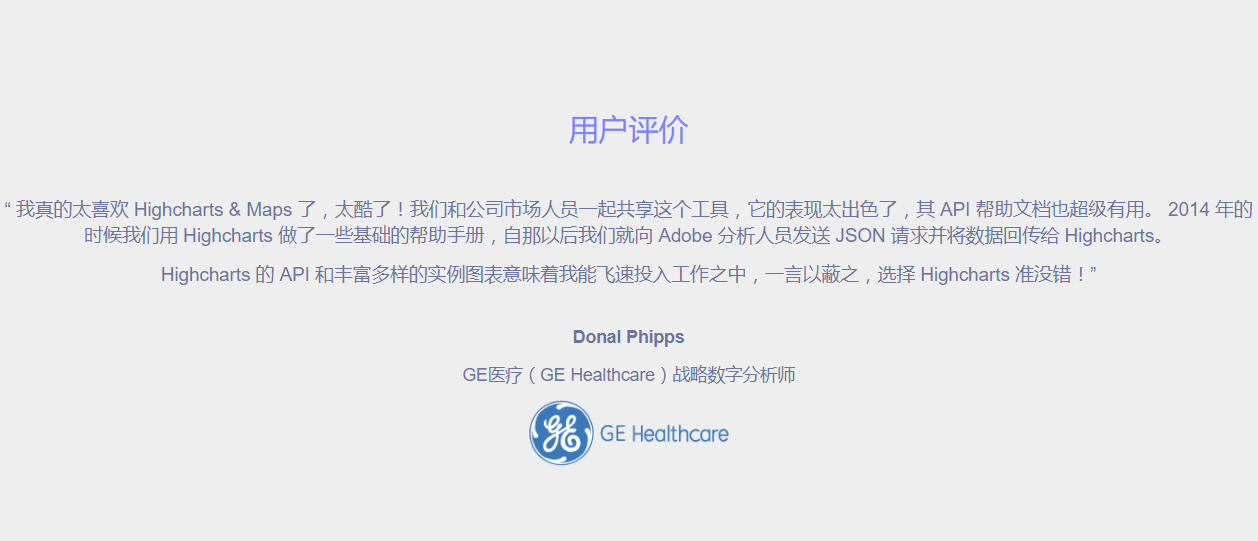 用户评价
“ 我真的太喜欢 Highcharts & Maps 了，太酷了！我们和公司市场人员一起共享这个工具，它的表现太出色了，其 API 帮助文档也超级有用。 2014 年的
时候我们用 Highcharts 做了一些基础的帮助手册，自那以后我们就向 Adobe 分析人员发送 JSON 请求并将数据回传给 Highcharts。
Highcharts 的 API 和丰富多样的实例图表意味着我能飞速投入工作之中，一言以蔽之，选择 Highcharts 准没错！”
Donal Phipps
GE医疗（GE Healthcare）战略数字分析师
GE GE Healthcare